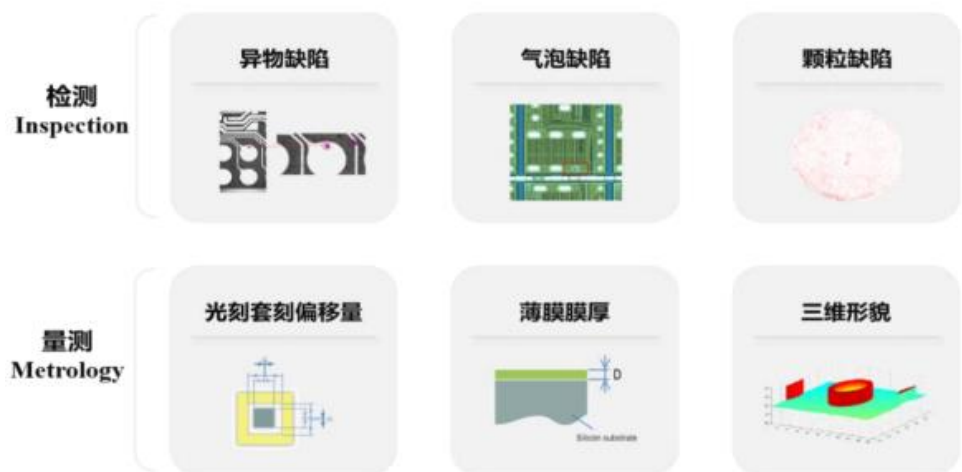 检测
Inspection
异物缺陷
气泡缺陷
颗粒缺陷
量测
Metrology
光刻套刻偏移量
薄膜膜厚
D
Silicon substrate
三维形貌